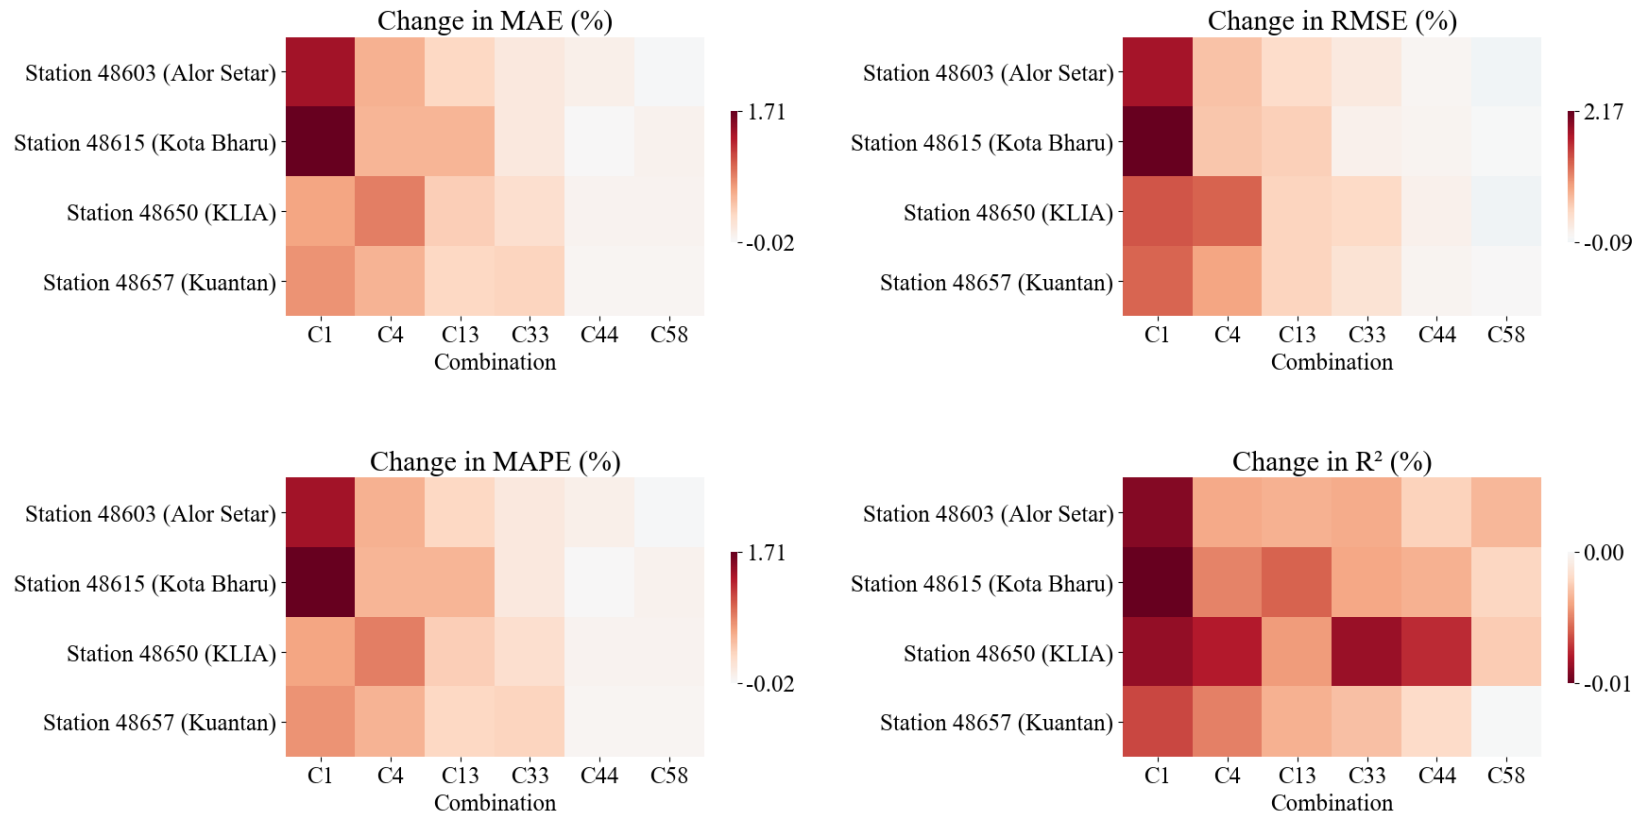 Change in MAE (%)
Station 48603 (Alor Setar)
Station 48615 (Kota Bharu)
Station 48650 (KLIA)
Station 48657 (Kuantan)
C1 C4 C13 C33 C44 C58
Combination
1.71
-0.02
Change in RMSE (%)
Station 48603 (Alor Setar)
Station 48615 (Kota Bharu)
Station 48650 (KLIA)
Station 48657 (Kuantan)
C1 C4 C13 C33 C44 C58
Combination
2.17
-0.09
Change in MAPE (%)
Station 48603 (Alor Setar)
Station 48615 (Kota Bharu)
Station 48650 (KLIA)
Station 48657 (Kuantan)
C1 C4 C13 C33 C44 C58
Combination
1.71
-0.02
Change in R² (%)
Station 48603 (Alor Setar)
Station 48615 (Kota Bharu)
Station 48650 (KLIA)
Station 48657 (Kuantan)
C1 C4 C13 C33 C44 C58
Combination
0.00
-0.01